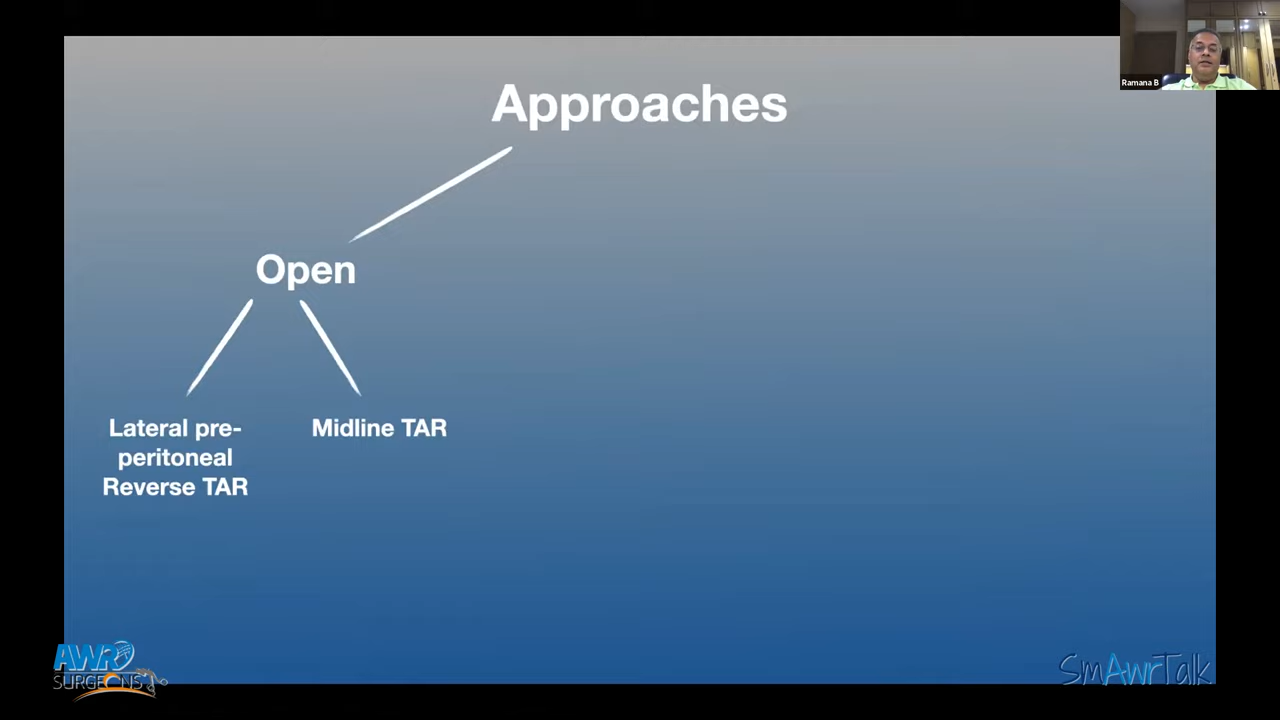 Ramana B
Approaches
Open
Lateral pre-
peritoneal
Reverse TAR
Midline TAR
AWR
SURGEONS
SmAwrTalk